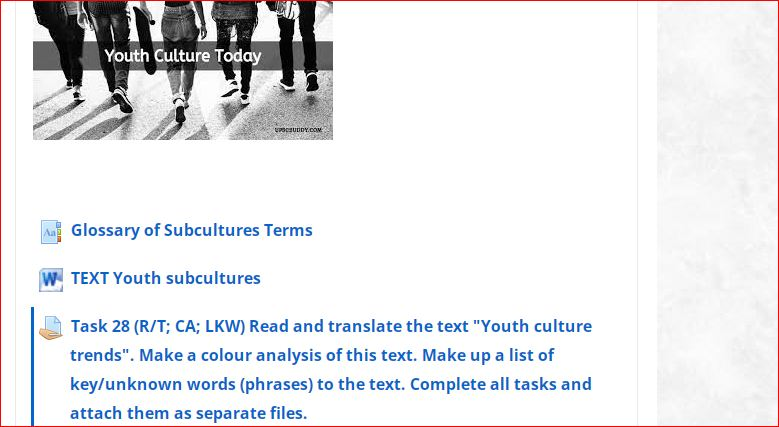 Youth Culture Today
UPSCBUDDY.COM
Aa
Glossary of Subcultures Terms
W
TEXT Youth subcultures
Task 28 (R/T; CA; LKW) Read and translate the text "Youth culture
trends". Make a colour analysis of this text. Make up a list of
key/unknown words (phrases) to the text. Complete all tasks and
attach them as separate files.